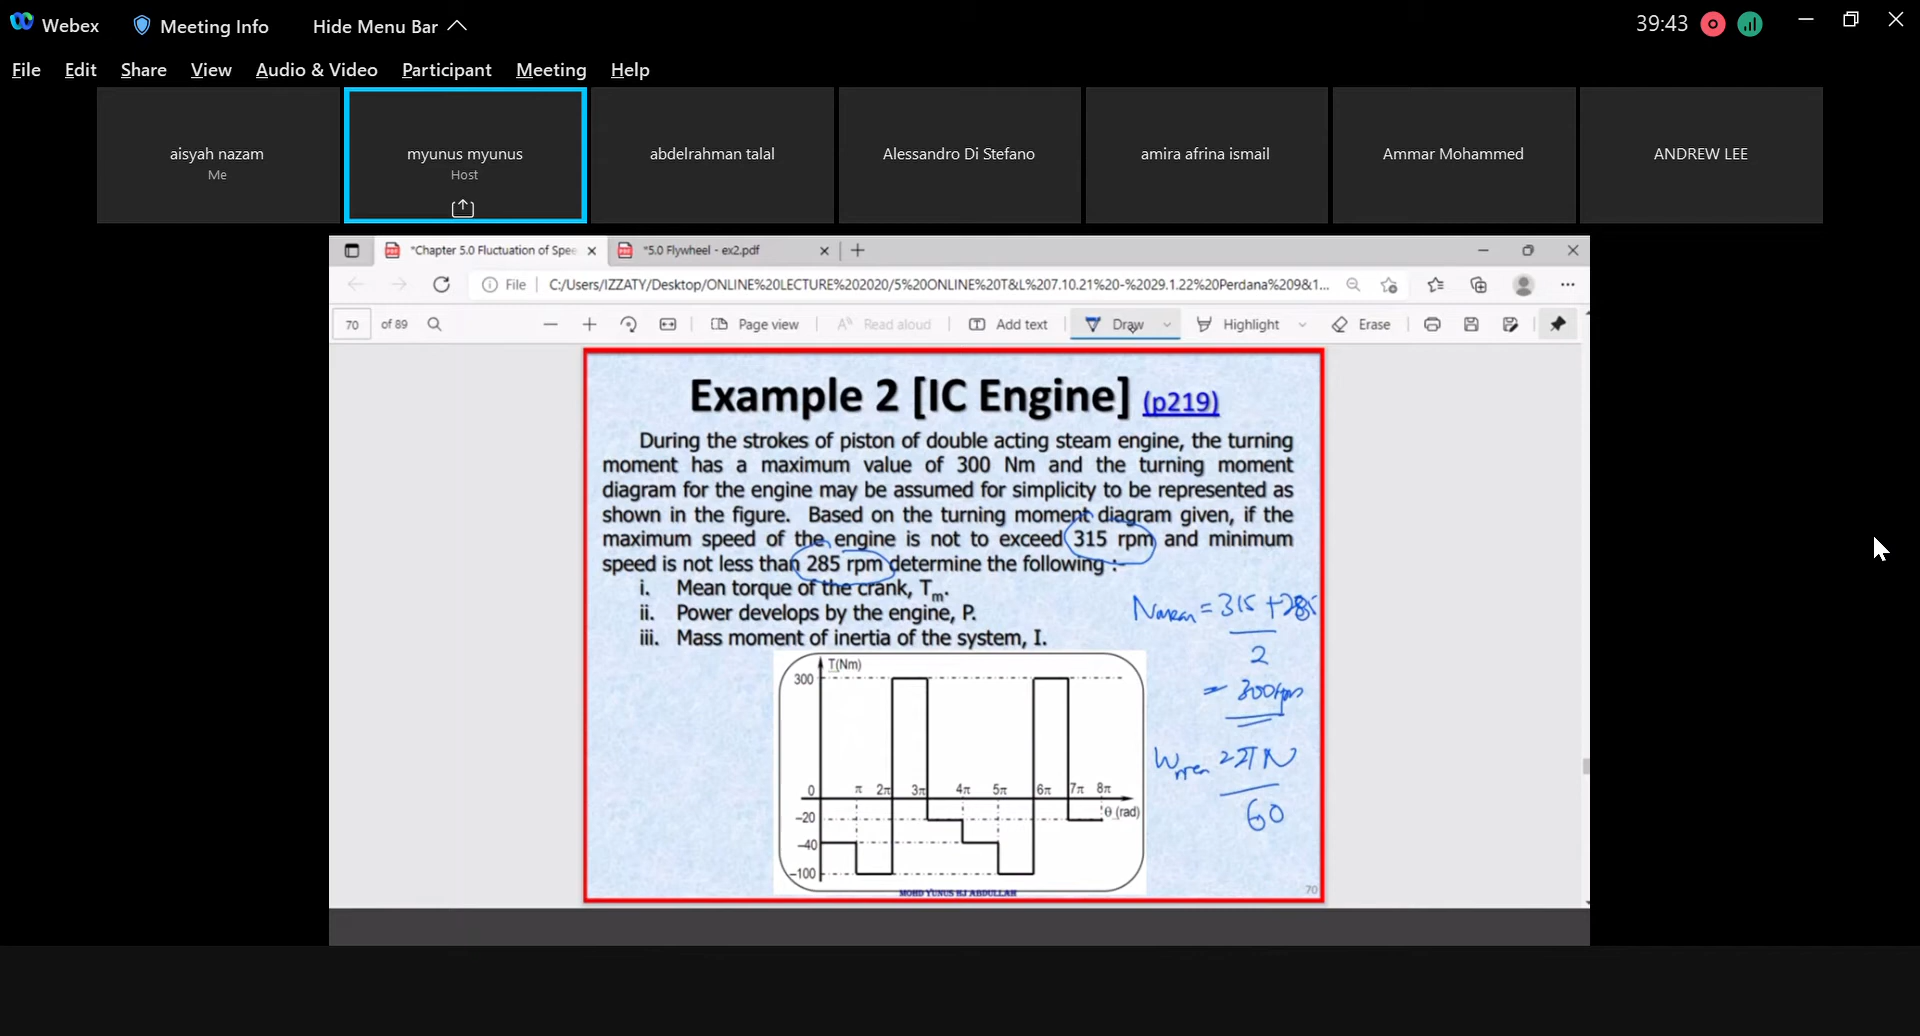 Webex Meeting Info Hide Menu Bar 39:43
File Edit Share View Audio & Video Participant Meeting Help
aisyah nazam
Me
myunus myunus
Host
abdelrahman talal
Alessandro Di Stefano
amira afrina ismail
Ammar Mohammed
ANDREW LEE
*Chapter 5.0 Fluctuation of Spee *5.0 Flywheel - ex2.pdf
File C:/Users/IZZATY/Desktop/ONLINE%20LECTURE%202020/5%20ONLINE%20T&L%207.10.21%20-%2029.1.22%20Perdana%209&1...
70 of 89 Page view Read aloud Add text Draw Highlight Erase
Example 2 [IC Engine] (p219)
During the strokes of piston of double acting steam engine, the turning
moment has a maximum value of 300 Nm and the turning moment
diagram for the engine may be assumed for simplicity to be represented as
shown in the figure. Based on the turning moment diagram given, if the
maximum speed of the engine is not to exceed 315 rpm and minimum
speed is not less than 285 rpm determine the following :-
i. Mean torque of the crank, Tm.
ii. Power develops by the engine, P.
iii. Mass moment of inertia of the system, I.
Nmean = 315 + 285
2
= 300rpm
Wmen = 2πN
60
T(Nm)
300
0 π 2π 3π 4π 5π 6π 7π 8π
θ (rad)
-20
-40
-100
MOHD YUNUS HJ ABDULLAH
70